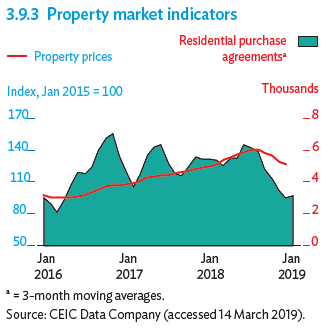 3.9.3 Property market indicators
Property prices
Residential purchase
agreementsª
Index, Jan 2015 = 100
Thousands
170
8
140
6
110
4
80
2
50
0
Jan
2016
Jan
2017
Jan
2018
Jan
2019
ª = 3-month moving averages.
Source: CEIC Data Company (accessed 14 March 2019).